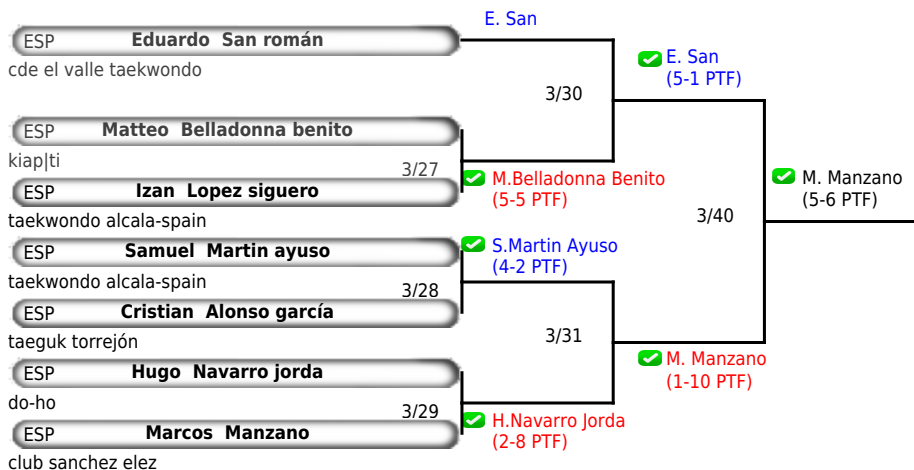 E. San
ESP Eduardo San román
cde el valle taekwondo
E. San
(5-1 PTF)
3/30
ESP Matteo Belladonna benito
kiap|ti
3/27
M.Belladonna Benito
(5-5 PTF)
ESP Izan Lopez siguero
taekwondo alcala-spain
M. Manzano
(5-6 PTF)
3/40
ESP Samuel Martin ayuso
taekwondo alcala-spain
S.Martin Ayuso
(4-2 PTF)
3/28
ESP Cristian Alonso garcía
taeguk torrejón
3/31
ESP Hugo Navarro jorda
do-ho
M. Manzano
(1-10 PTF)
3/29
H.Navarro Jorda
(2-8 PTF)
ESP Marcos Manzano
club sanchez elez